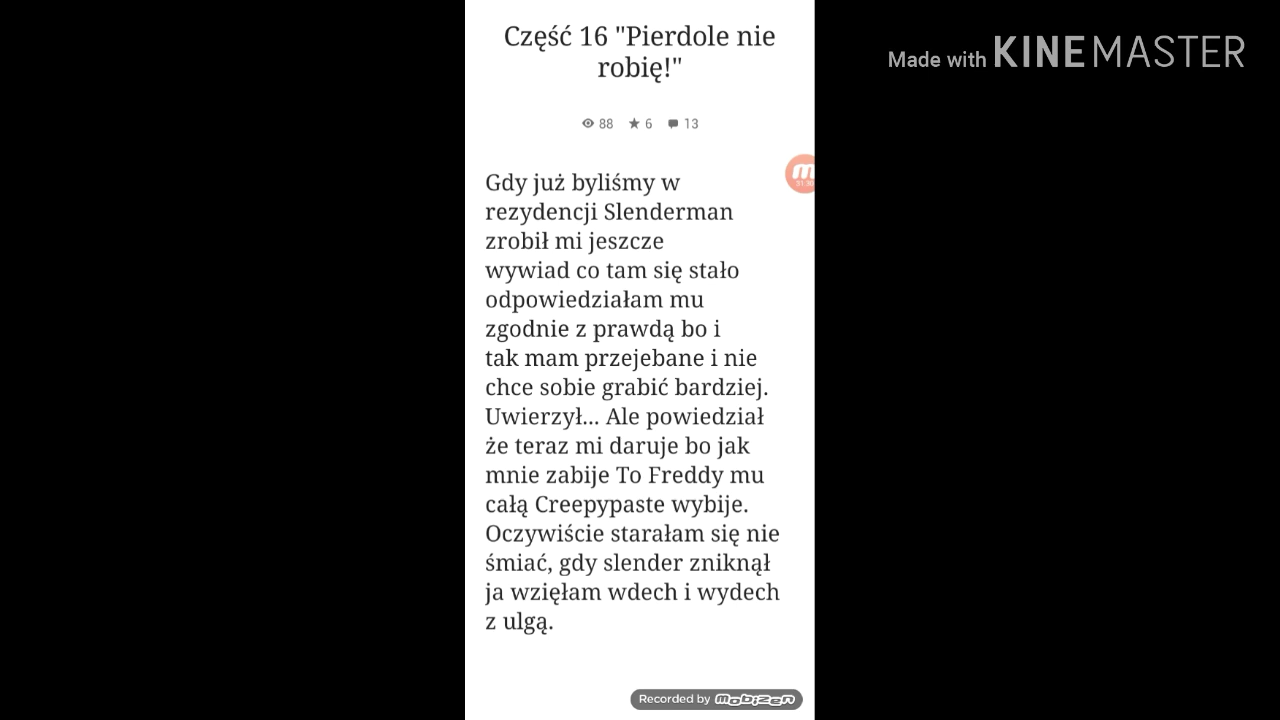 Część 16 "Pierdole nie
robię!"
Made with KINEMASTER
88 6 13
51:30
Gdy już byliśmy w
rezydencji Slenderman
zrobił mi jeszcze
wywiad co tam się stało
odpowiedziałam mu
zgodnie z prawdą bo i
tak mam przejebane i nie
chce sobie grabić bardziej.
Uwierzył... Ale powiedział
że teraz mi daruje bo jak
mnie zabije To Freddy mu
całą Creepypaste wybije.
Oczywiście starałam się nie
śmiać, gdy slender zniknął
ja wzięłam wdech i wydech
z ulgą.
Recorded by mobizen